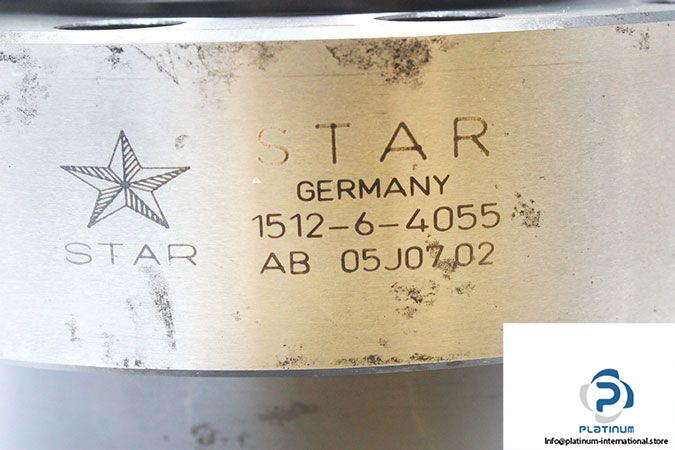 STAR
STAR
GERMANY
1512-6-4055
AB 05J07 02
PLATINUM
Info@platinum-international.store